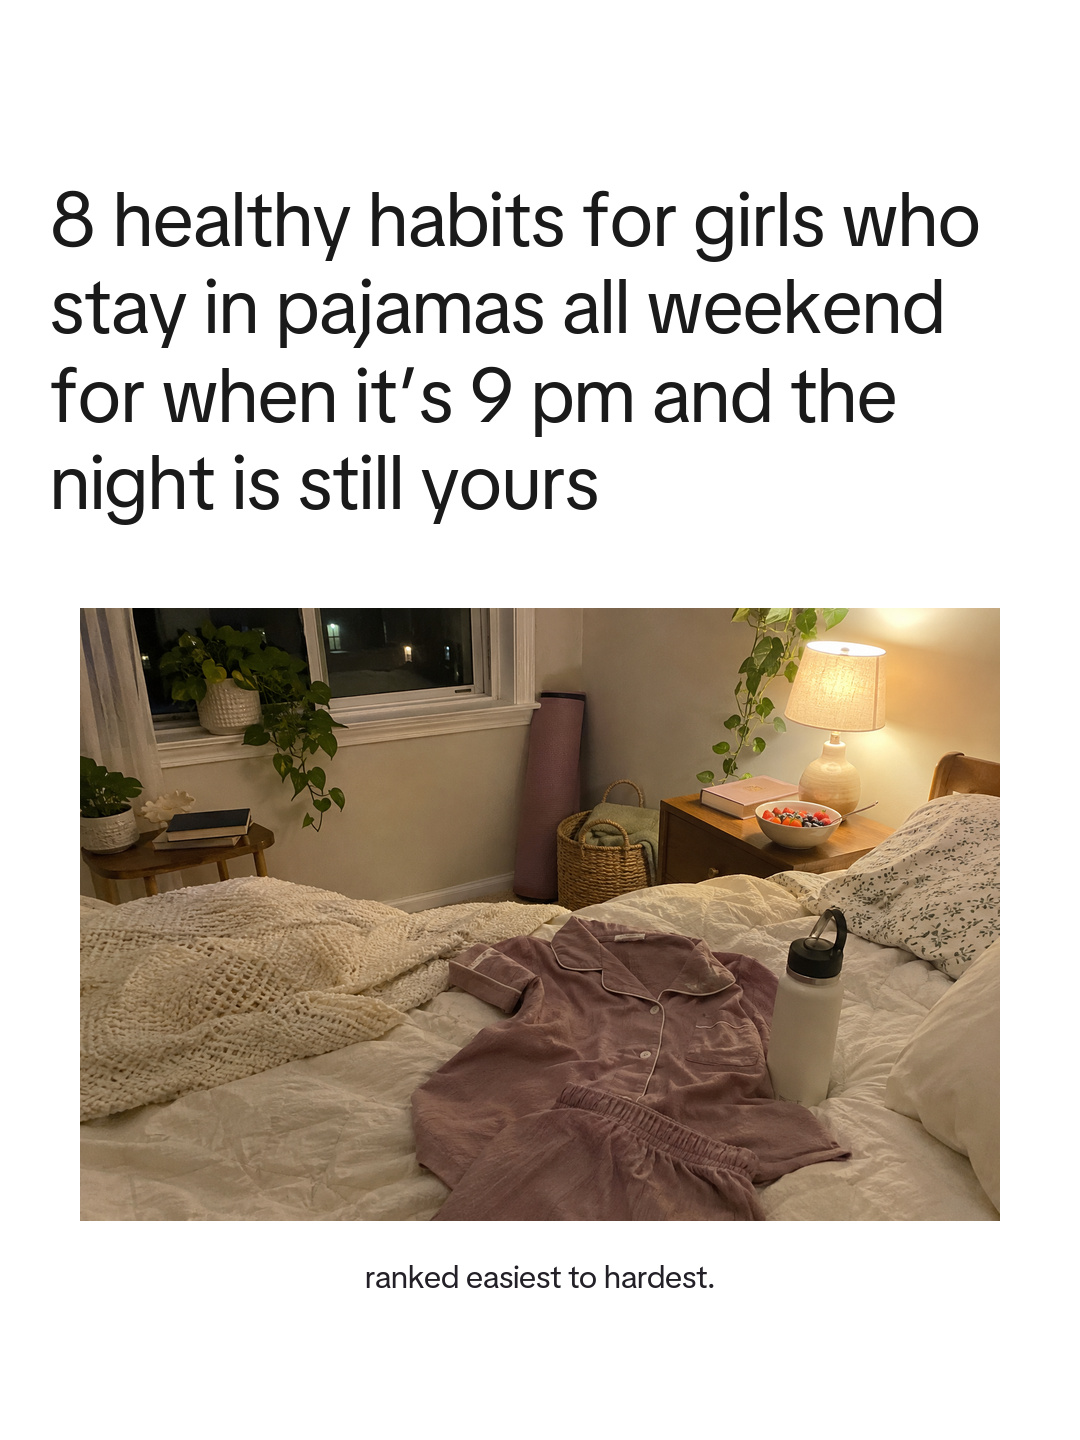 8 healthy habits for girls who
stay in pajamas all weekend
for when it’s 9 pm and the
night is still yours
ranked easiest to hardest.